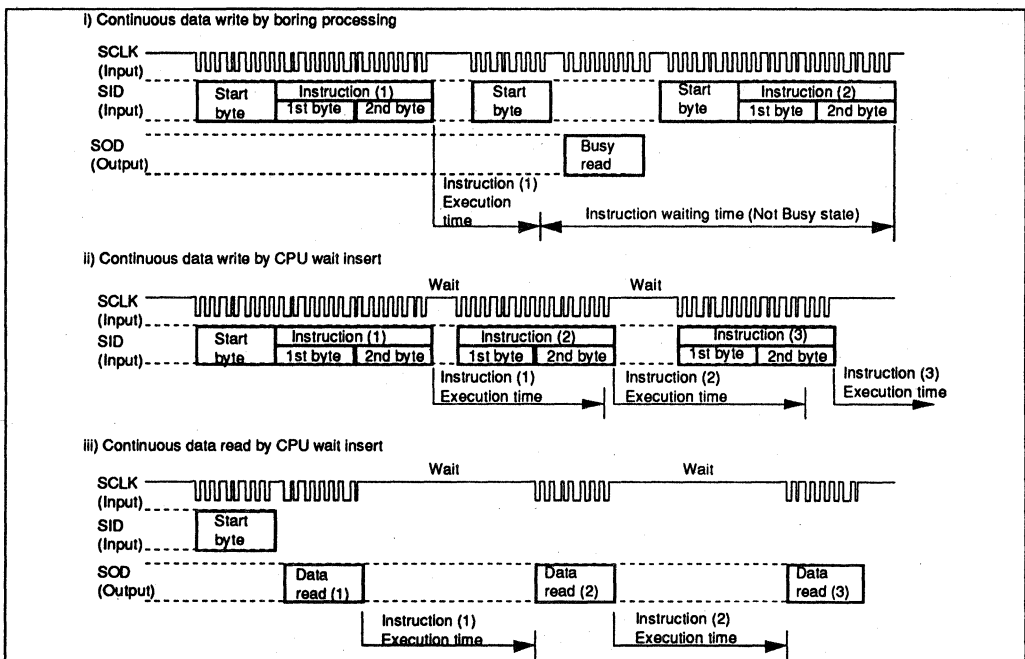 i) Continuous data write by boring processing
SCLK
(Input)
SID
(Input)
Start
byte
Instruction (1)
1st byte
2nd byte
Start
byte
Start
byte
Instruction (2)
1st byte
2nd byte
SOD
(Output)
Busy
read
Instruction (1)
Execution
time
Instruction waiting time (Not Busy state)
ii) Continuous data write by CPU wait insert
Wait
Wait
SCLK
(Input)
SID
(Input)
Start
byte
Instruction (1)
1st byte
2nd byte
Instruction (2)
1st byte
2nd byte
Instruction (3)
1st byte
2nd byte
Instruction (1)
Execution time
Instruction (2)
Execution time
Instruction (3)
Execution time
iii) Continuous data read by CPU wait insert
Wait
Wait
SCLK
(Input)
SID
(Input)
Start
byte
SOD
(Output)
Data
read (1)
Data
read (2)
Data
read (3)
Instruction (1)
Execution time
Instruction (2)
Execution time